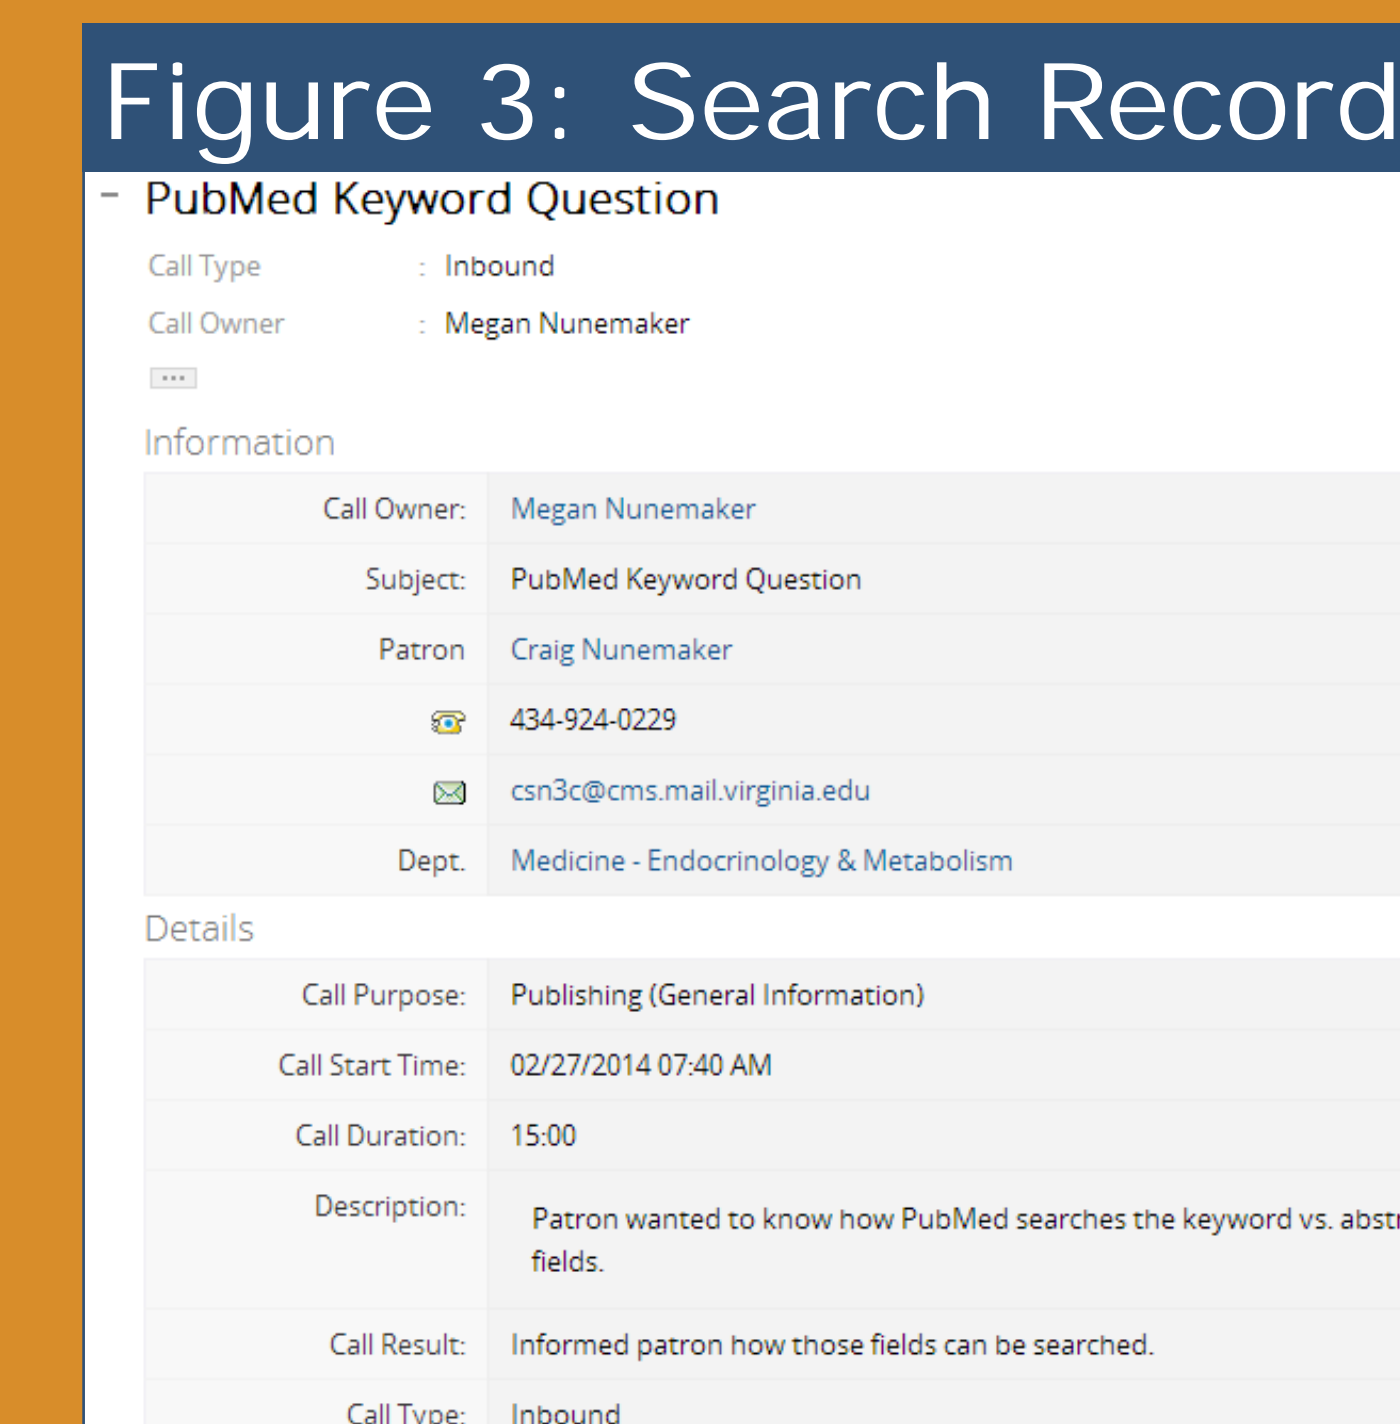 Figure 3: Search Record
– PubMed Keyword Question
Call Type : Inbound
Call Owner : Megan Nunemaker
...
Information
Call Owner: Megan Nunemaker
Subject: PubMed Keyword Question
Patron Craig Nunemaker
434-924-0229
csn3c@cms.mail.virginia.edu
Dept. Medicine - Endocrinology & Metabolism
Details
Call Purpose: Publishing (General Information)
Call Start Time: 02/27/2014 07:40 AM
Call Duration: 15:00
Description: Patron wanted to know how PubMed searches the keyword vs.
fields.
Call Result: Informed patron how those fields can be searched.
Call Type: Inbound